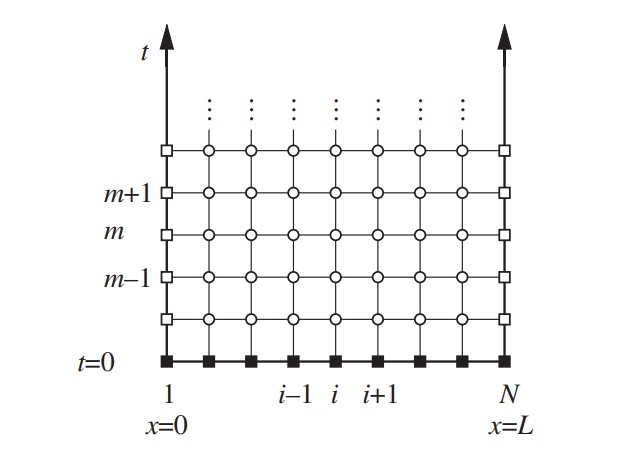 t
m+1
m
m–1
t=0
1 i–1 i i+1 N
x=0 x=L